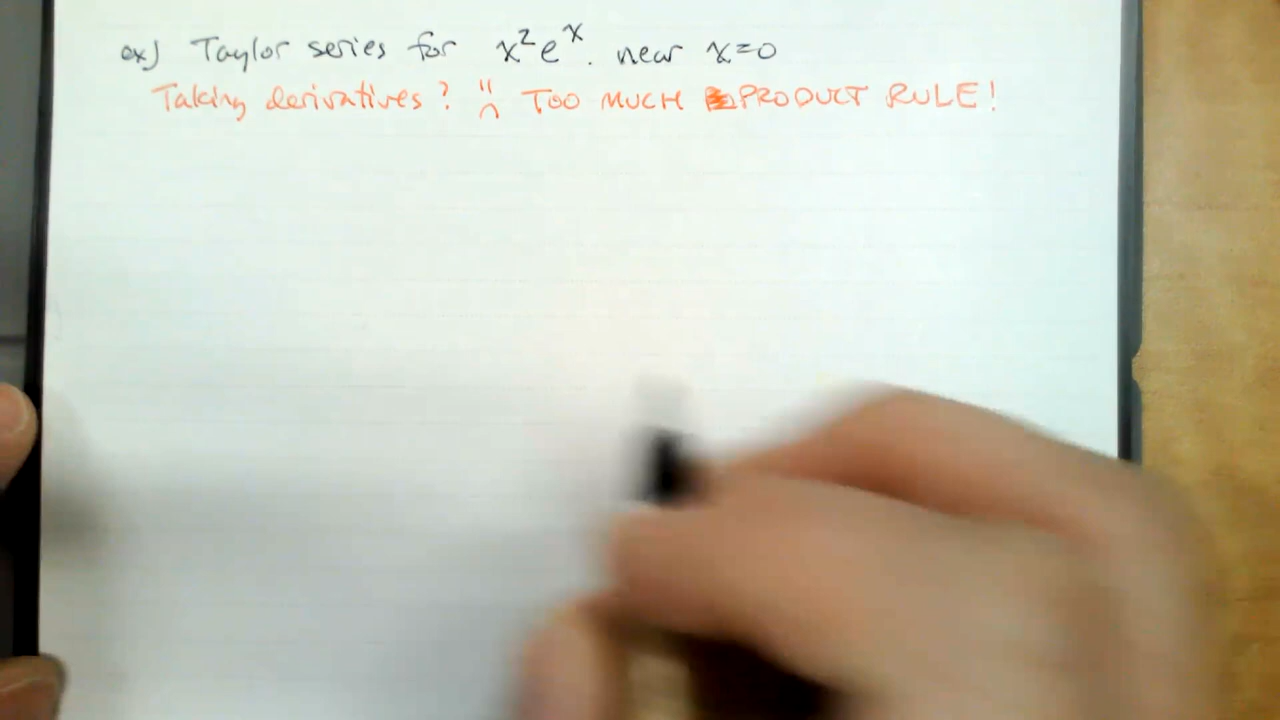 ex) Taylor series for x²eˣ. near x=0
Taking derivatives? :( TOO MUCH PRODUCT RULE!